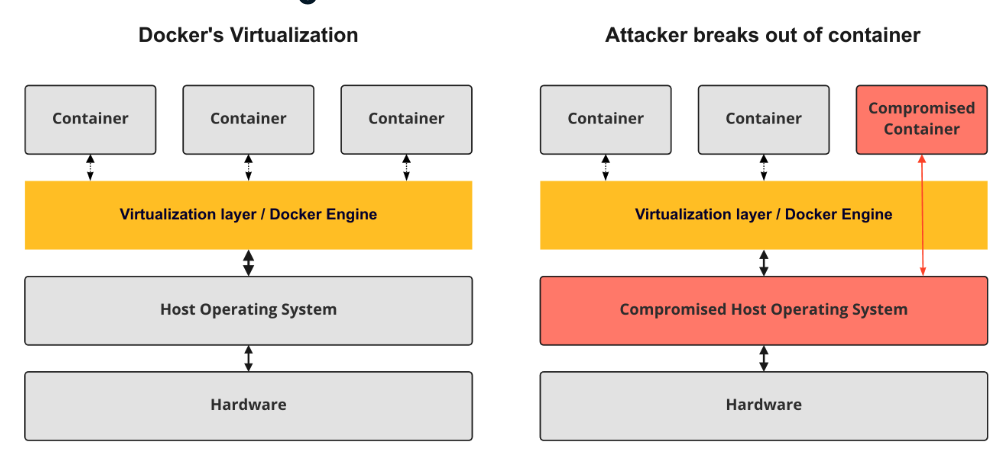 Docker's Virtualization
Container
Container
Container
Virtualization layer / Docker Engine
Host Operating System
Hardware
Attacker breaks out of container
Container
Container
Compromised
Container
Virtualization layer / Docker Engine
Compromised Host Operating System
Hardware